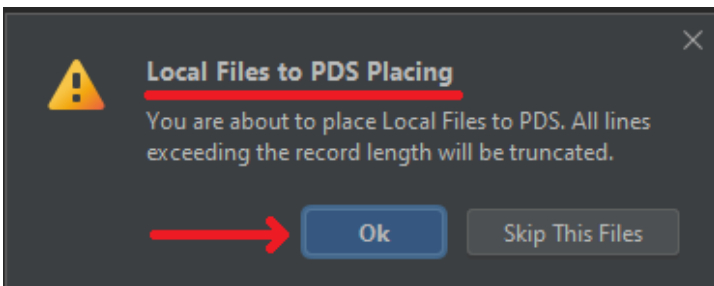 Local Files to PDS Placing
You are about to place Local Files to PDS. All lines
exceeding the record length will be truncated.
Ok
Skip This Files